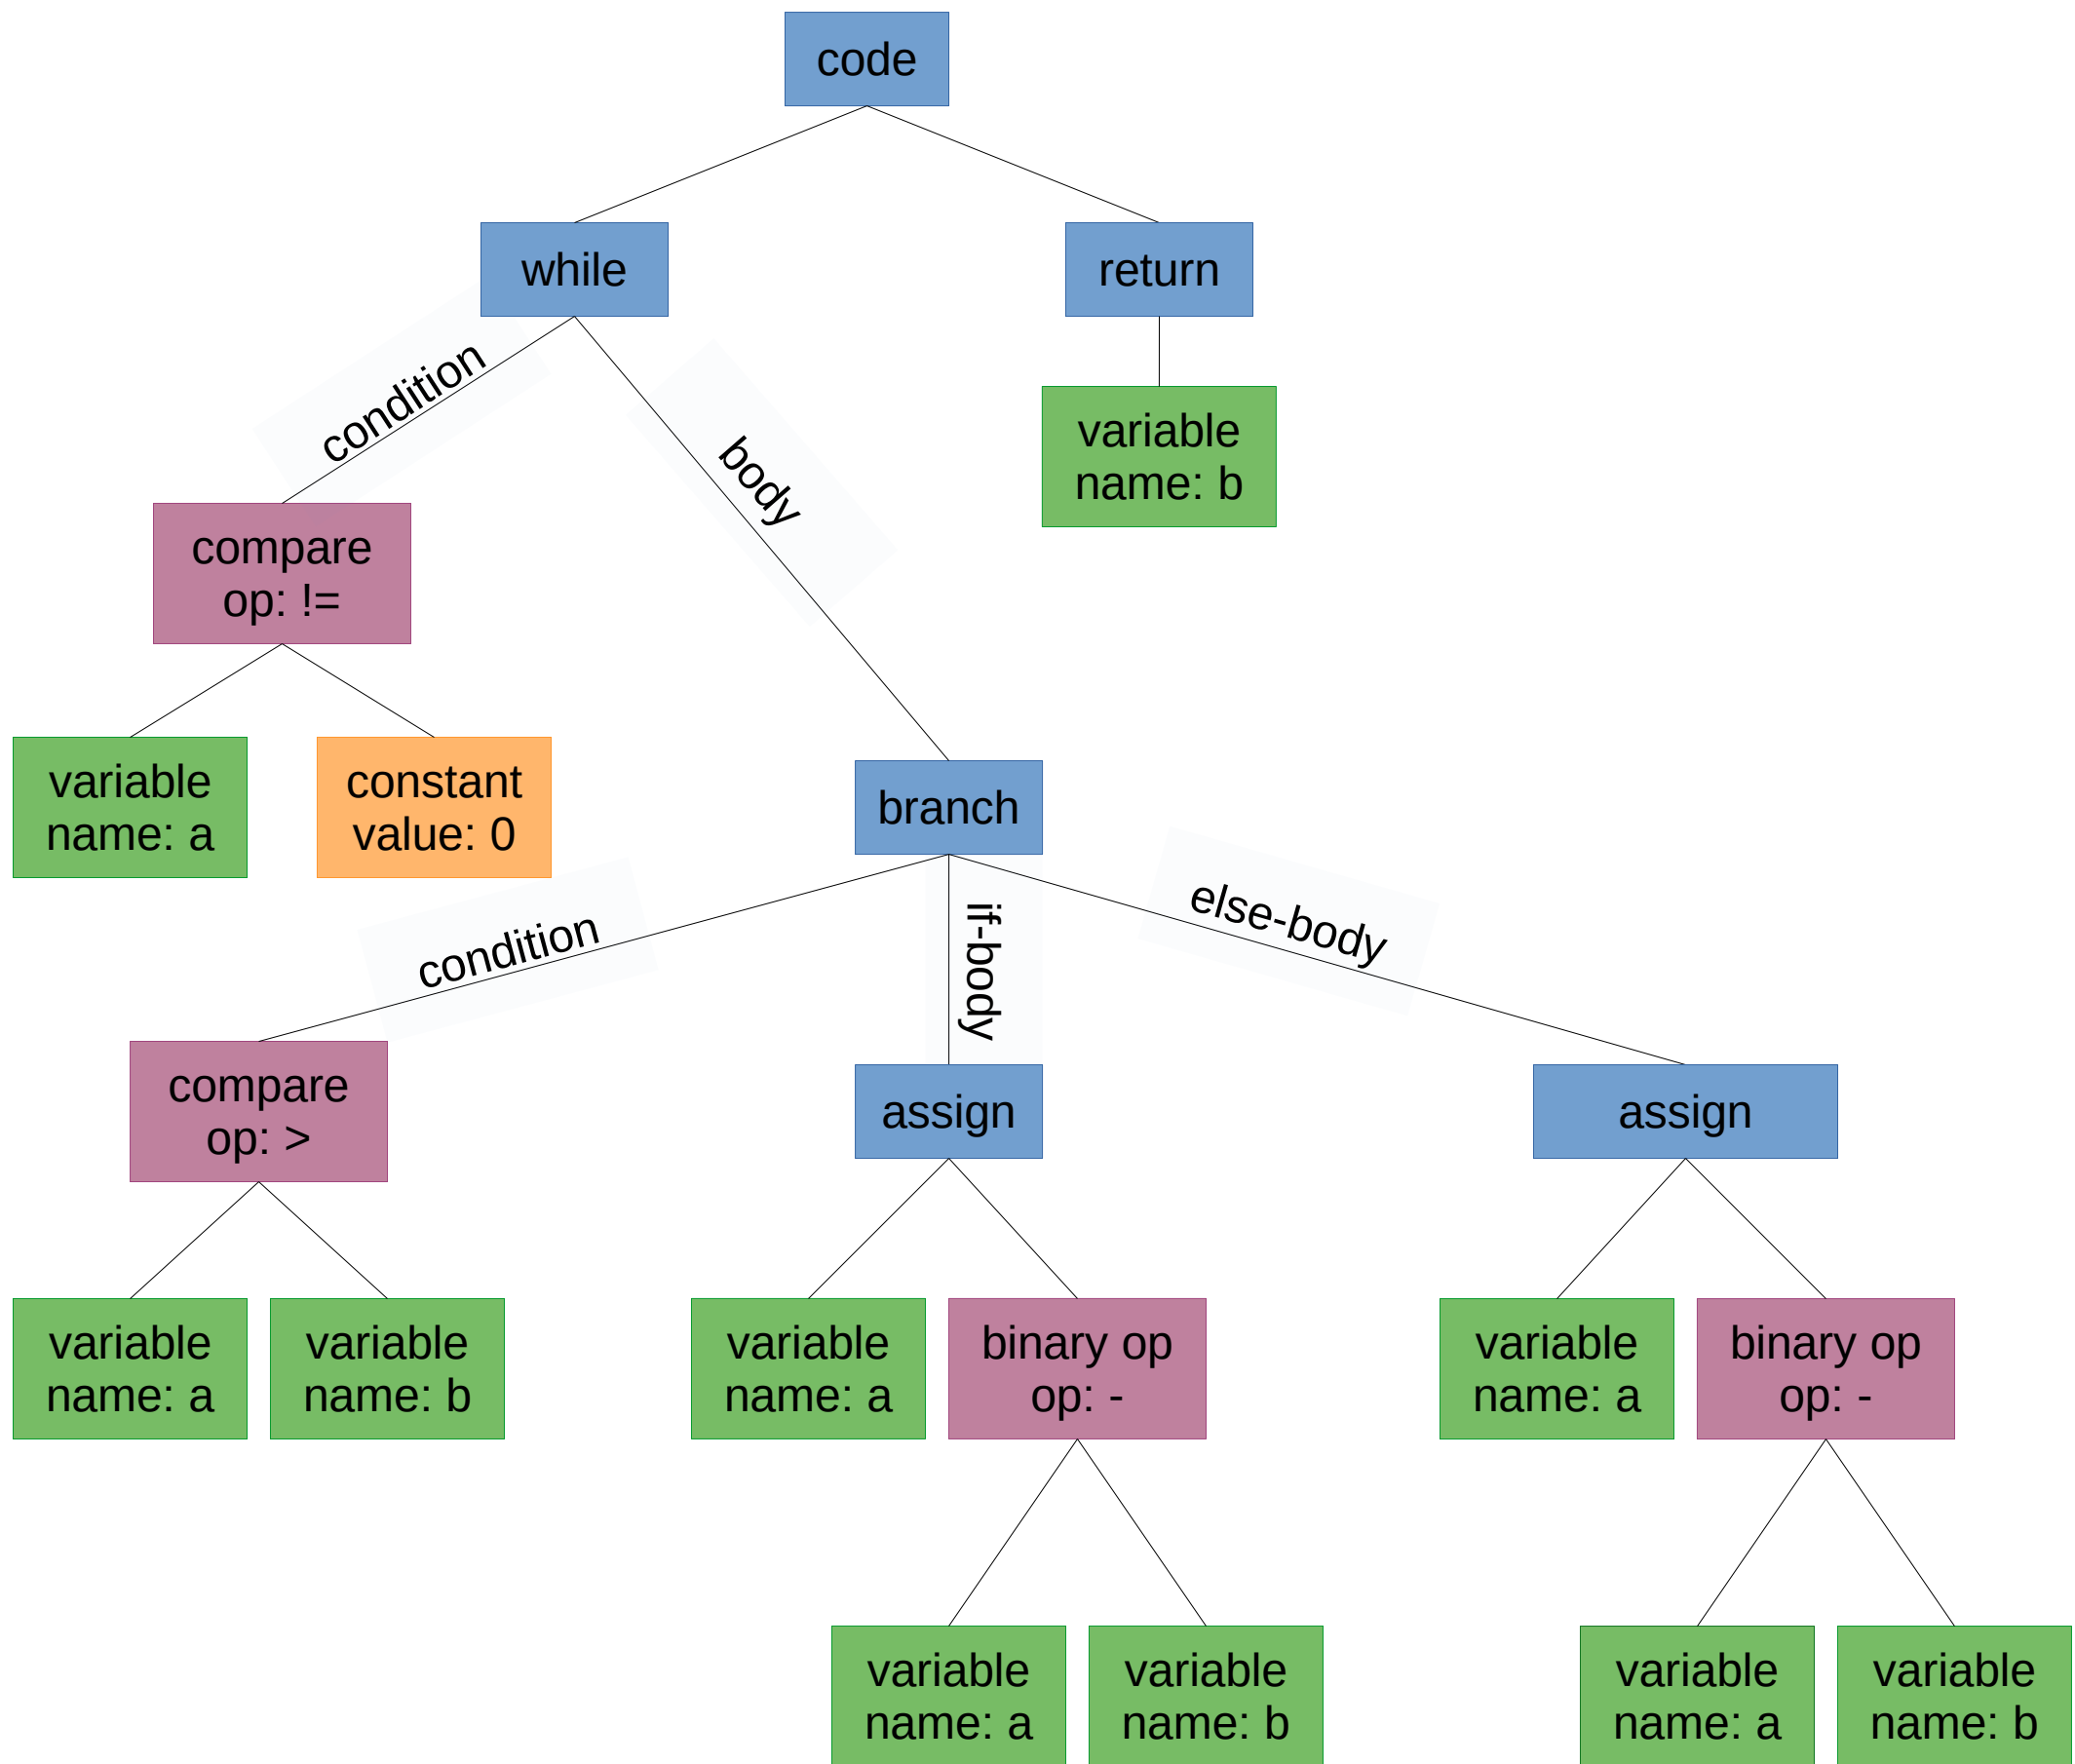 code
while
return
condition
body
variable
name: b
compare
op: !=
variable
name: a
constant
value: 0
branch
condition
if-body
else-body
compare
op: >
assign
assign
variable
name: a
variable
name: b
variable
name: a
binary op
op: -
variable
name: a
binary op
op: -
variable
name: a
variable
name: b
variable
name: a
variable
name: b